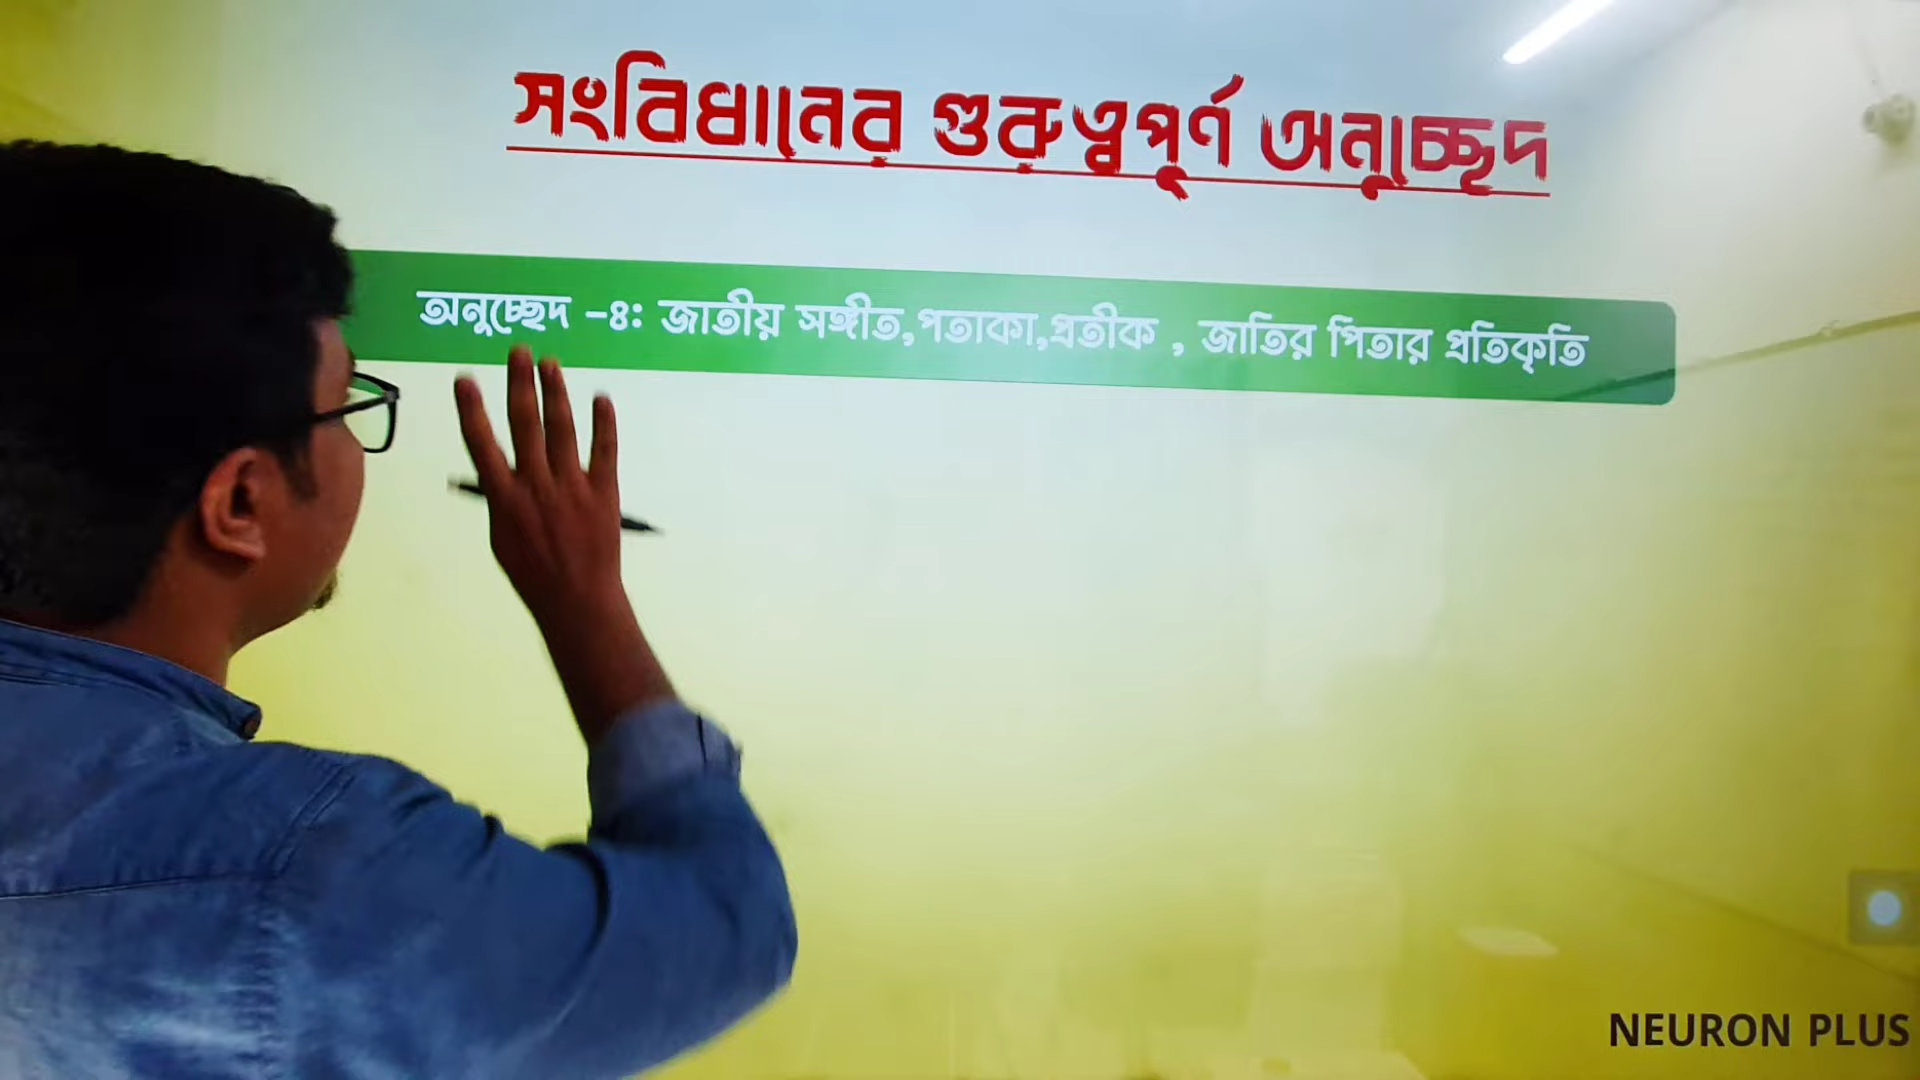 সংবিধানের গুরুত্বপূর্ণ অনুচ্ছেদ
অনুচ্ছেদ -৪: জাতীয় সঙ্গীত,পতাকা,প্রতীক , জাতির পিতার প্রতিকৃতি
NEURON PLUS